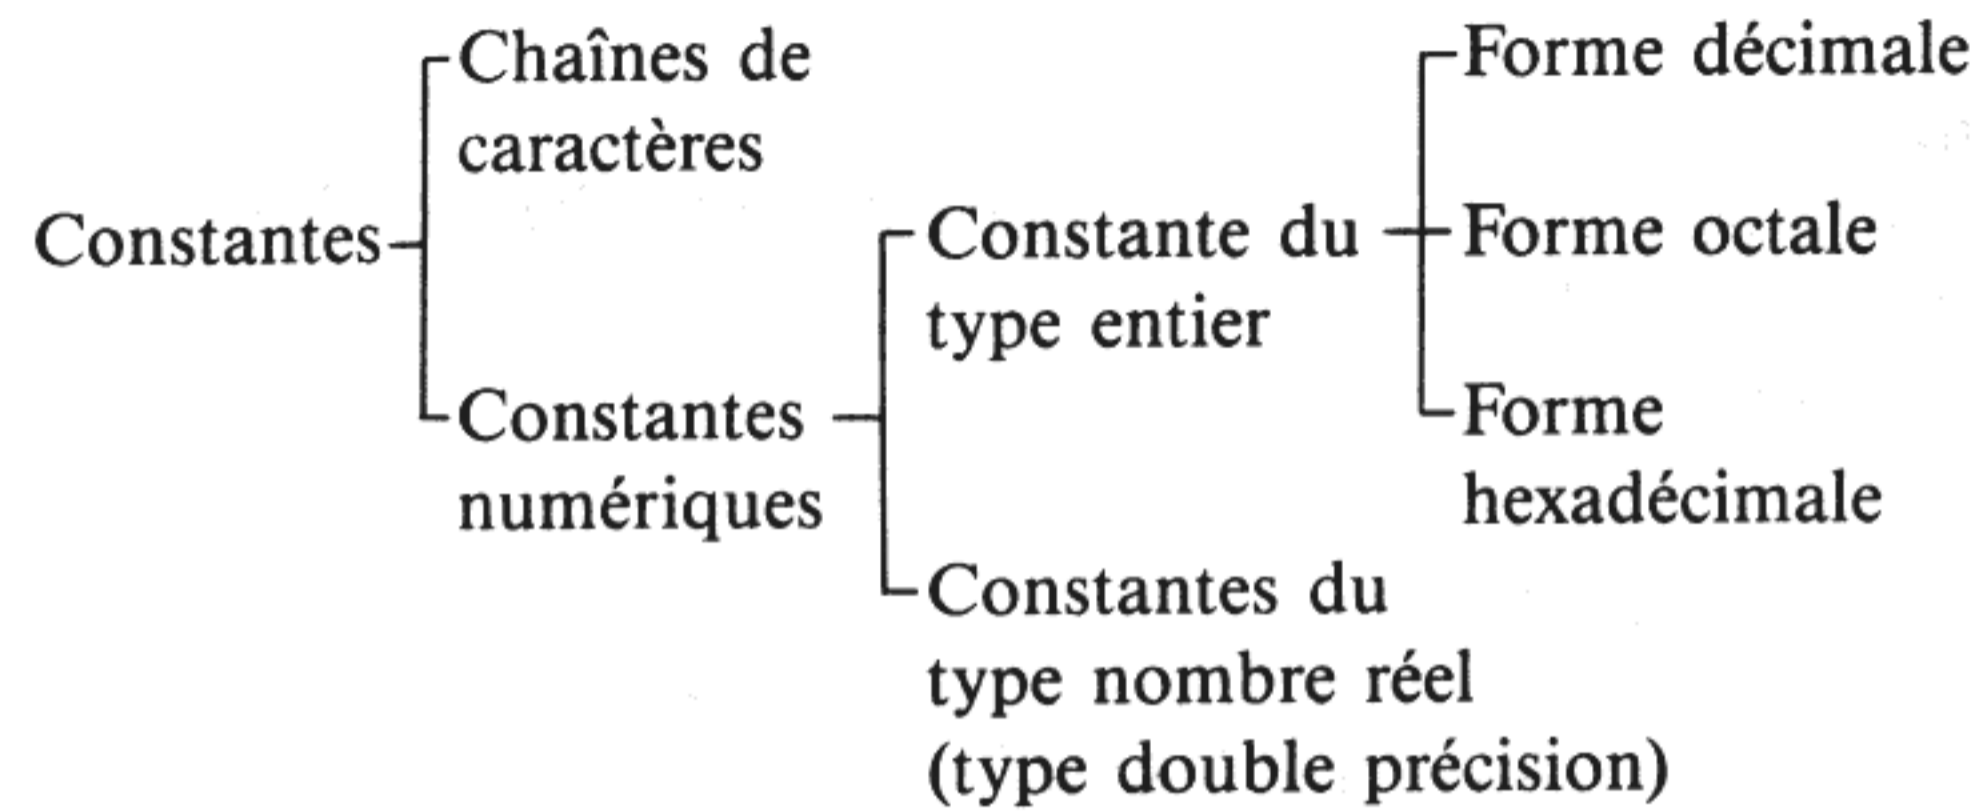 Constantes
Chaînes de
caractères
Constantes
numériques
Constante du
type entier
Constantes du
type nombre réel
(type double précision)
Forme décimale
Forme octale
Forme
hexadécimale